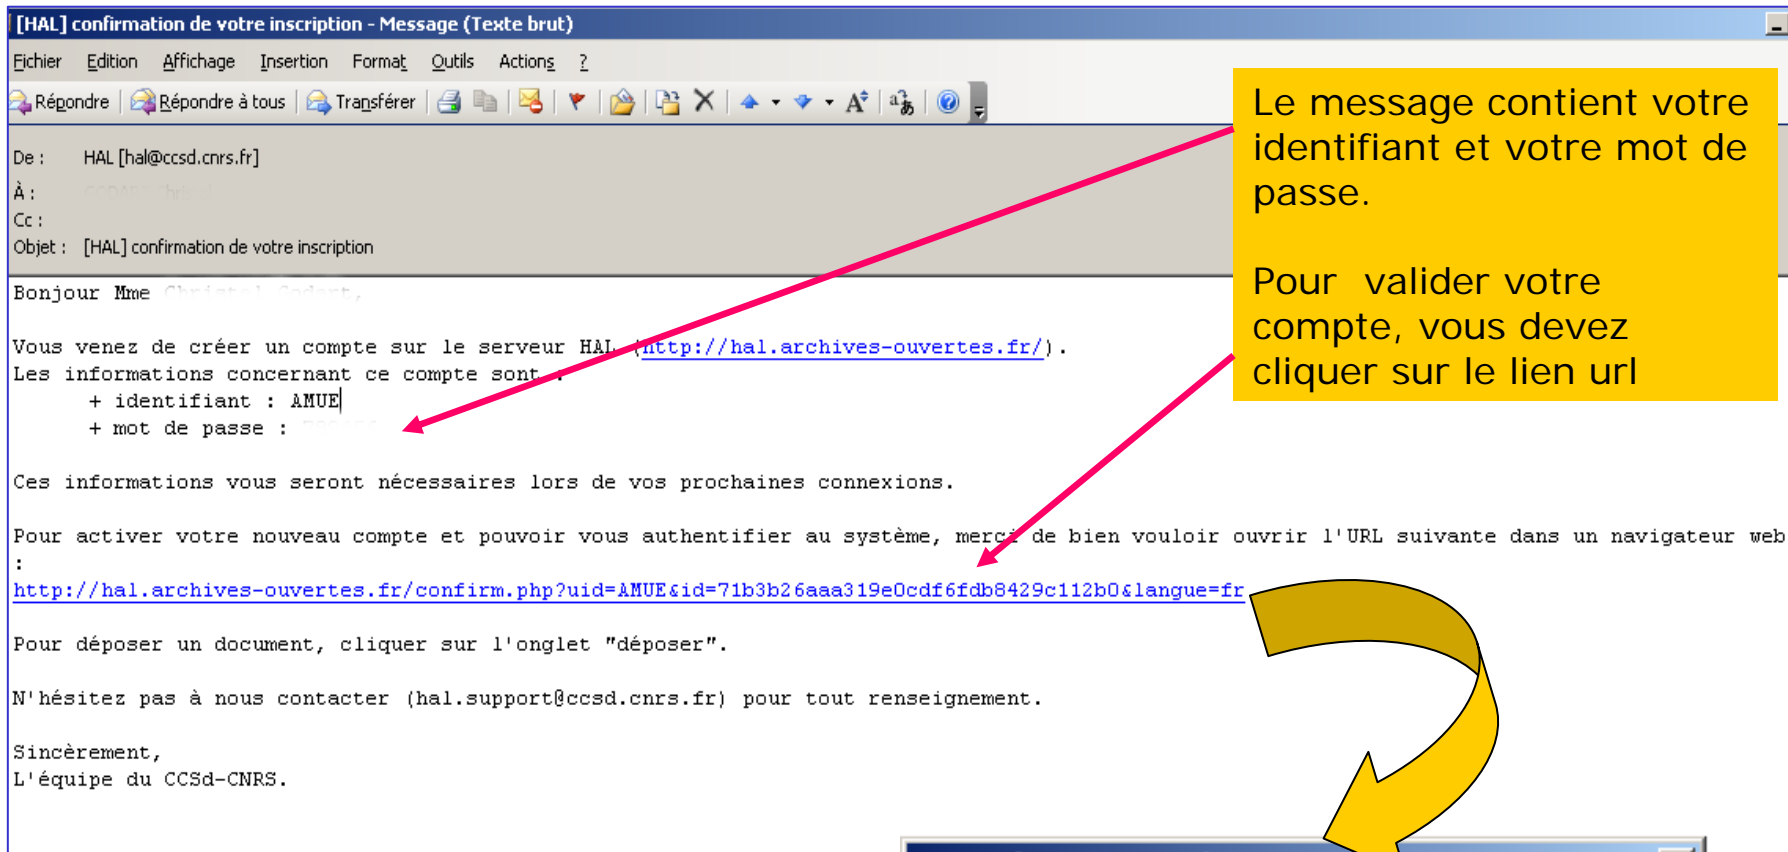 [HAL] confirmation de votre inscription - Message (Texte brut)
Fichier Edition Affichage Insertion Format Outils Actions ?
Répondre Répondre à tous Transférer
De : HAL [hal@ccsd.cnrs.fr]
À :
Cc :
Objet : [HAL] confirmation de votre inscription
Le message contient votre
identifiant et votre mot de
passe.
Pour valider votre
compte, vous devez
cliquer sur le lien url
Bonjour Mme
Vous venez de créer un compte sur le serveur HAL (http://hal.archives-ouvertes.fr/).
Les informations concernant ce compte sont :
+ identifiant : AMUE
+ mot de passe :
Ces informations vous seront nécessaires lors de vos prochaines connexions.
Pour activer votre nouveau compte et pouvoir vous authentifier au système, merci de bien vouloir ouvrir l'URL suivante dans un navigateur web
:
http://hal.archives-ouvertes.fr/confirm.php?uid=AMUE&id=71b3b26aaa319e0cdf6fdb8429c112b0&langue=fr
Pour déposer un document, cliquer sur l'onglet "déposer".
N'hésitez pas à nous contacter (hal.support@ccsd.cnrs.fr) pour tout renseignement.
Sincèrement,
L'équipe du CCSd-CNRS.